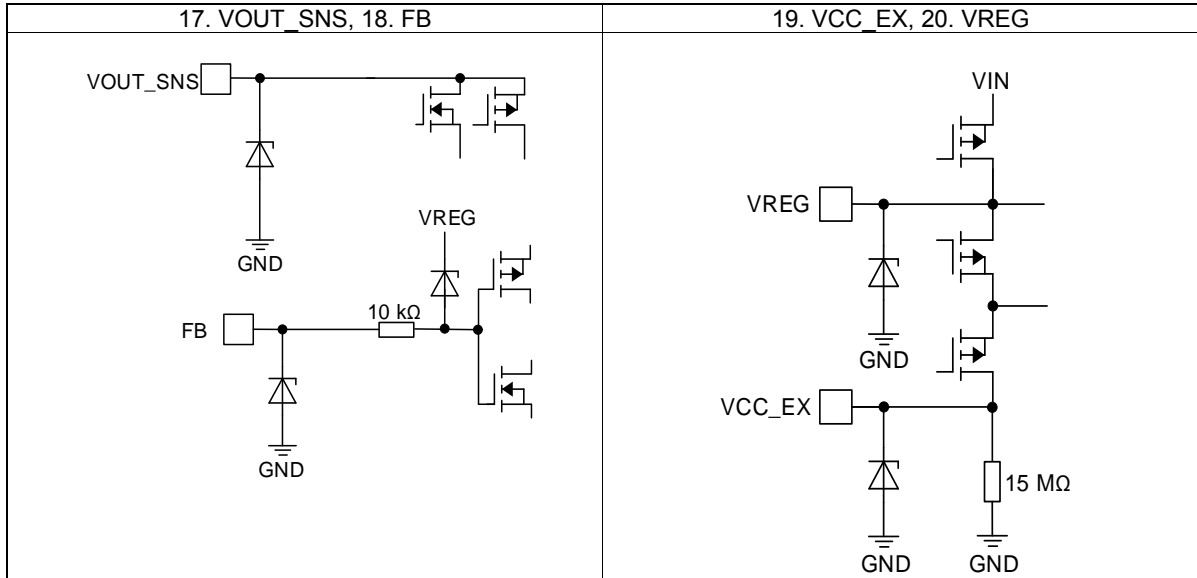 17. VOUT_SNS, 18. FB
VOUT_SNS
GND
VREG
10 kΩ
FB
GND
19. VCC_EX, 20. VREG
VIN
VREG
GND
VCC_EX
15 MΩ
GND
GND